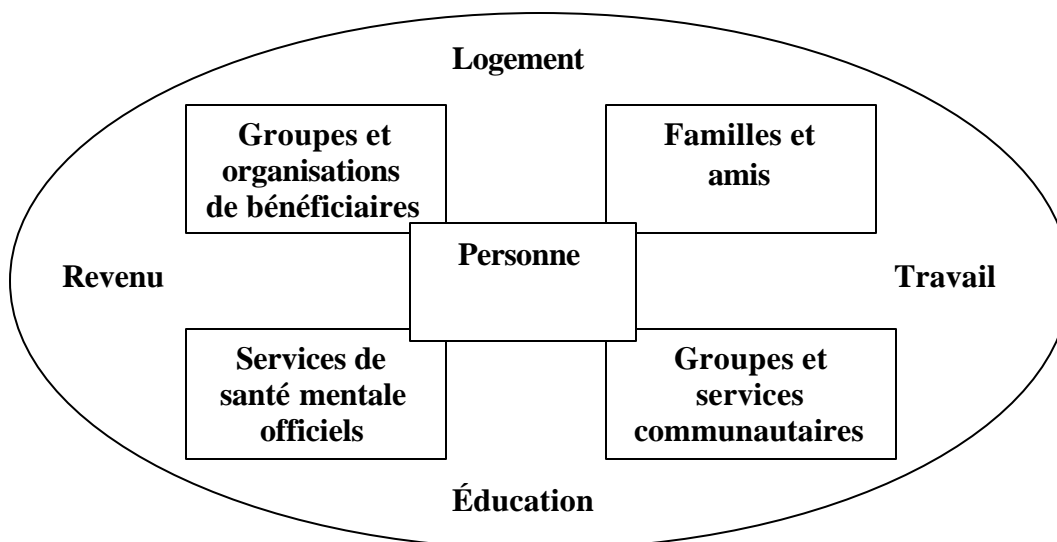 Logement
Groupes et
organisations
de bénéficiaires
Familles et
amis
Personne
Revenu
Travail
Services de
santé mentale
officiels
Groupes et
services
communautaires
Éducation